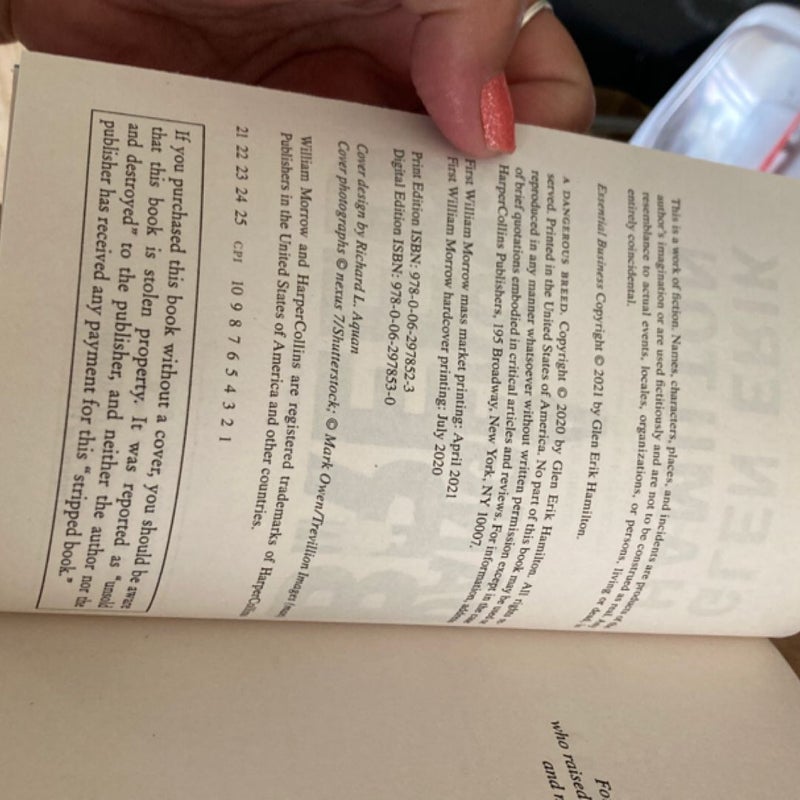 This is a work of fiction. Names, characters, places, and incidents are products of the
author's imagination or are used fictitiously and are not to be construed as real. Any
resemblance to actual events, locales, organizations, or persons, living or dead, is
entirely coincidental.
Essential Business Copyright © 2021 by Glen Erik Hamilton.
A DANGEROUS BREED. Copyright © 2020 by Glen Erik Hamilton. All rights
served. Printed in the United States of America. No part of this book may be
reproduced in any manner whatsoever without written permission except in the
of brief quotations embodied in critical articles and reviews. For information, address
HarperCollins Publishers, 195 Broadway, New York, NY 10007.
First William Morrow mass market printing: April 2021
First William Morrow hardcover printing: July 2020
Print Edition ISBN: 978-0-06-297852-3
Digital Edition ISBN: 978-0-06-297853-0
Cover design by Richard L. Aquan
Cover photographs © nexus 7/Shutterstock; © Mark Owen/Trevillion Images
William Morrow and HarperCollins are registered trademarks of HarperCollins
Publishers in the United States of America and other countries.
21 22 23 24 25 CPI 10 9 8 7 6 5 4 3 2 1
If you purchased this book without a cover, you should be aware
that this book is stolen property. It was reported as "unsold
and destroyed" to the publisher, and neither the author nor the
publisher has received any payment for this "stripped book."
Fo
who raised
and